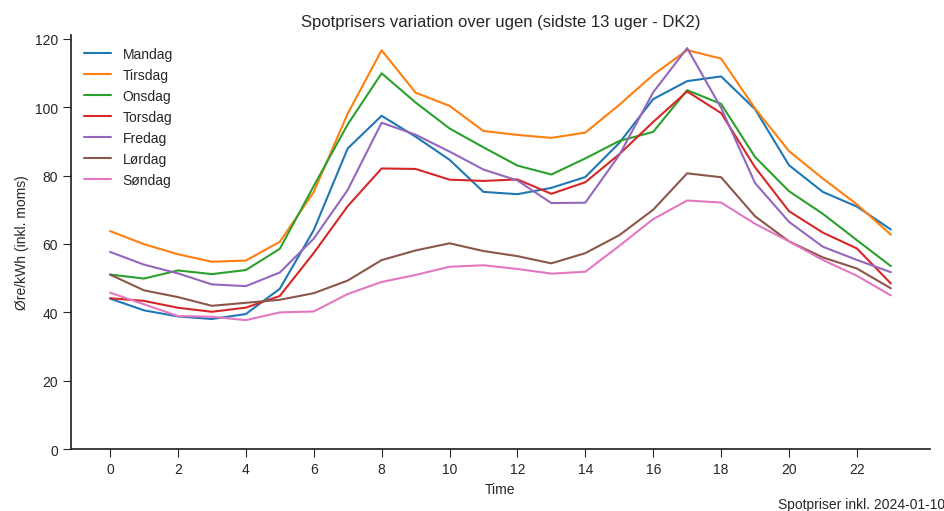 Spotprisers variation over ugen (sidste 13 uger - DK2)
Mandag
Tirsdag
Onsdag
Torsdag
Fredag
Lørdag
Søndag
Øre/kWh (inkl. moms)
120
100
80
60
40
20
0
0 2 4 6 8 10 12 14 16 18 20 22
Time
Spotpriser inkl. 2024-01-10